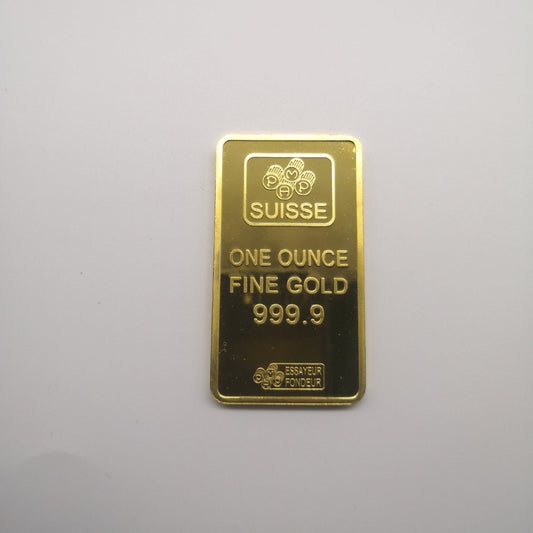 PAMP
SUISSE
ONE OUNCE
FINE GOLD
999.9
ESSAYEUR
FONDEUR